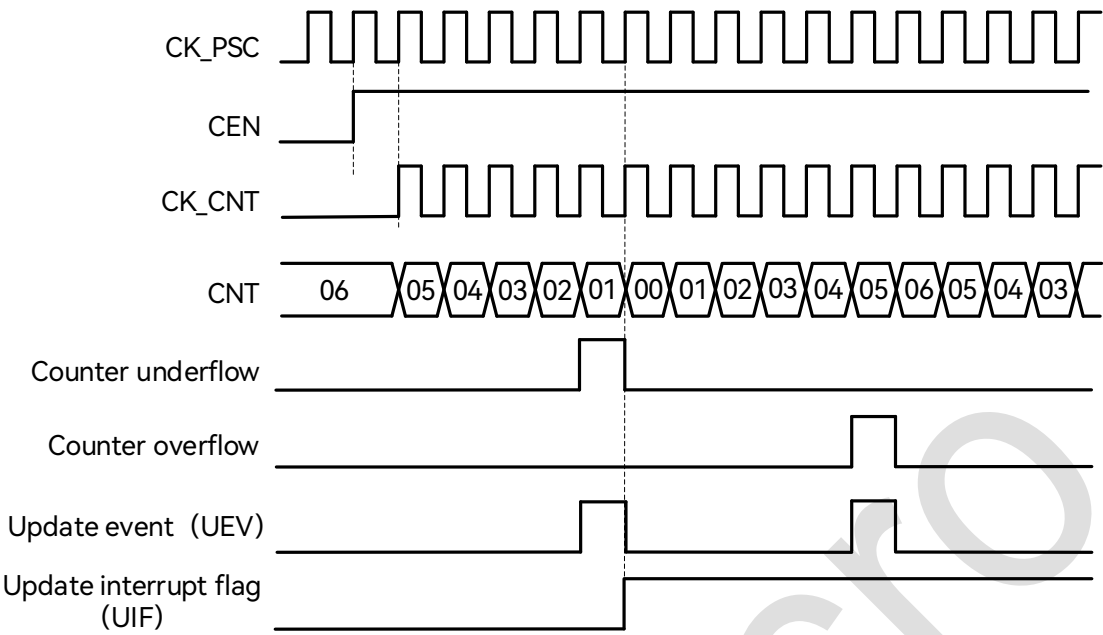 CK_PSC
CEN
CK_CNT
CNT 06 05 04 03 02 01 00 01 02 03 04 05 06 05 04 03
Counter underflow
Counter overflow
Update event（UEV）
Update interrupt flag
（UIF）